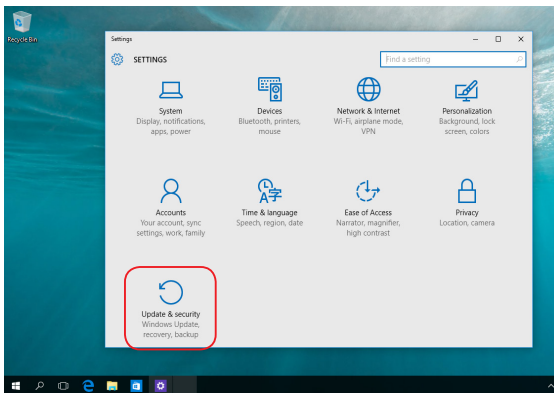 Recycle Bin
Settings
SETTINGS
Find a setting
System
Display, notifications,
apps, power
Devices
Bluetooth, printers,
mouse
Network & Internet
Wi-Fi, airplane mode,
VPN
Personalization
Background, lock
screen, colors
Accounts
Your account, sync
settings, work, family
Time & language
Speech, region, date
Ease of Access
Narrator, magnifier,
high contrast
Privacy
Location, camera
Update & security
Windows Update,
recovery, backup